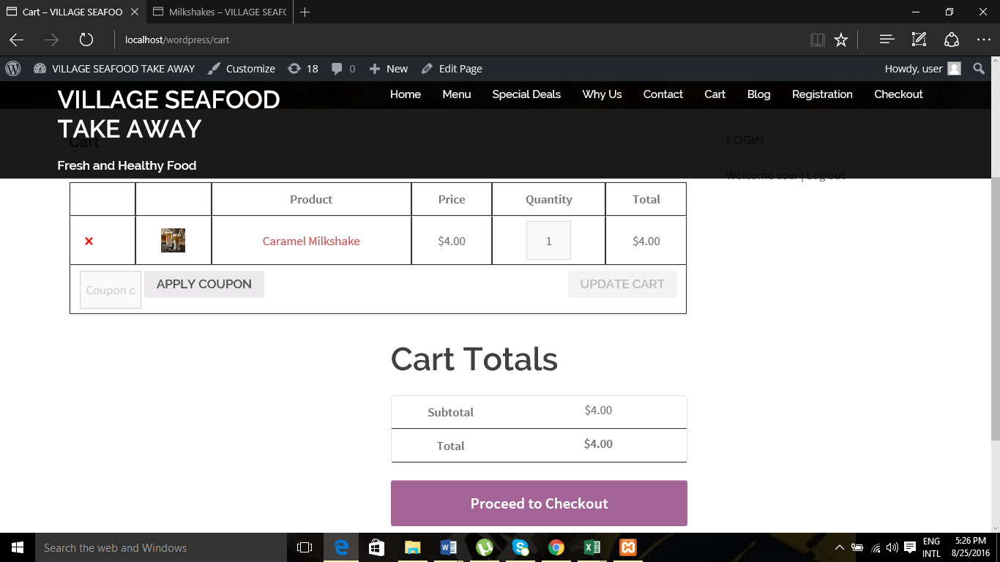 Cart – VILLAGE SEAFOO
Milkshakes – VILLAGE SEAF
localhost/wordpress/cart
VILLAGE SEAFOOD TAKE AWAY Customize 18 0 New Edit Page Howdy, user
VILLAGE SEAFOOD
TAKE AWAY
Fresh and Healthy Food
Home Menu Special Deals Why Us Contact Cart Blog Registration Checkout
Cart
LOGIN
Welcome user | Log out
Product Price Quantity Total
Caramel Milkshake $4.00 1 $4.00
Coupon c APPLY COUPON UPDATE CART
Cart Totals
Subtotal $4.00
Total $4.00
Proceed to Checkout
Search the web and Windows
ENG
INTL
5:26 PM
8/25/2016